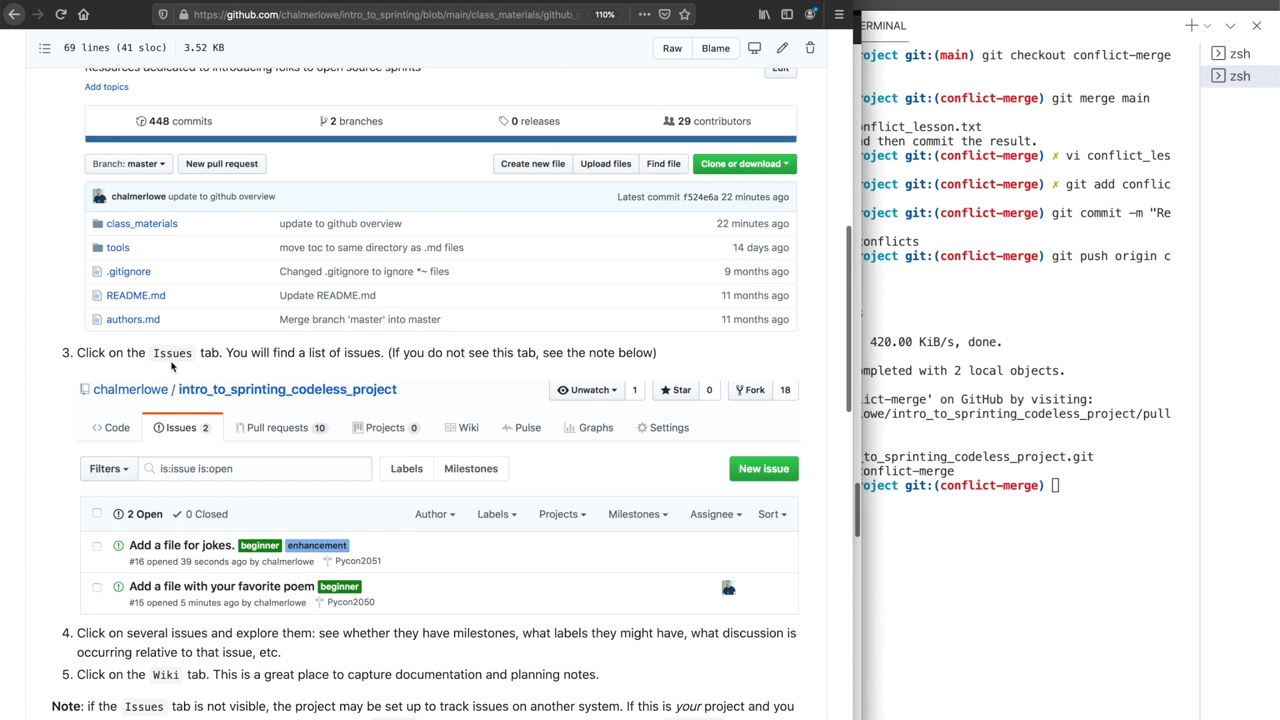 https://github.com/chalmerlowe/intro_to_sprinting/blob/main/class_materials/github_o
110%
69 lines (41 sloc) 3.52 KB
Raw Blame
Resources dedicated to introducing folks to open source sprints
Edit
Add topics
448 commits 2 branches 0 releases 29 contributors
Branch: master New pull request Create new file Upload files Find file Clone or download
chalmerlowe update to github overview Latest commit f524e6a 22 minutes ago
class_materials update to github overview 22 minutes ago
tools move toc to same directory as .md files 14 days ago
.gitignore Changed .gitignore to ignore *~ files 9 months ago
README.md Update README.md 11 months ago
authors.md Merge branch 'master' into master 11 months ago
3. Click on the Issues tab. You will find a list of issues. (If you do not see this tab, see the note below)
chalmerlowe / intro_to_sprinting_codeless_project Unwatch 1 Star 0 Fork 18
Code Issues 2 Pull requests 10 Projects 0 Wiki Pulse Graphs Settings
Filters is:issue is:open Labels Milestones New issue
2 Open 0 Closed Author Labels Projects Milestones Assignee Sort
Add a file for jokes. beginner enhancement
#16 opened 39 seconds ago by chalmerlowe Pycon2051
Add a file with your favorite poem beginner
#15 opened 5 minutes ago by chalmerlowe Pycon2050
4. Click on several issues and explore them: see whether they have milestones, what labels they might have, what discussion is
occurring relative to that issue, etc.
5. Click on the Wiki tab. This is a great place to capture documentation and planning notes.
Note: if the Issues tab is not visible, the project may be set up to track issues on another system. If this is your project and you
ERMINAL
zsh
zsh
oject git:(main) git checkout conflict-merge
oject git:(conflict-merge) git merge main
onflict_lesson.txt
d then commit the result.
oject git:(conflict-merge) ✗ vi conflict_les
oject git:(conflict-merge) ✗ git add conflic
oject git:(conflict-merge) ✗ git commit -m "Re
onflicts
oject git:(conflict-merge) git push origin c
420.00 KiB/s, done.
ompleted with 2 local objects.
lict-merge' on GitHub by visiting:
owe/intro_to_sprinting_codeless_project/pull
_to_sprinting_codeless_project.git
conflict-merge
oject git:(conflict-merge)